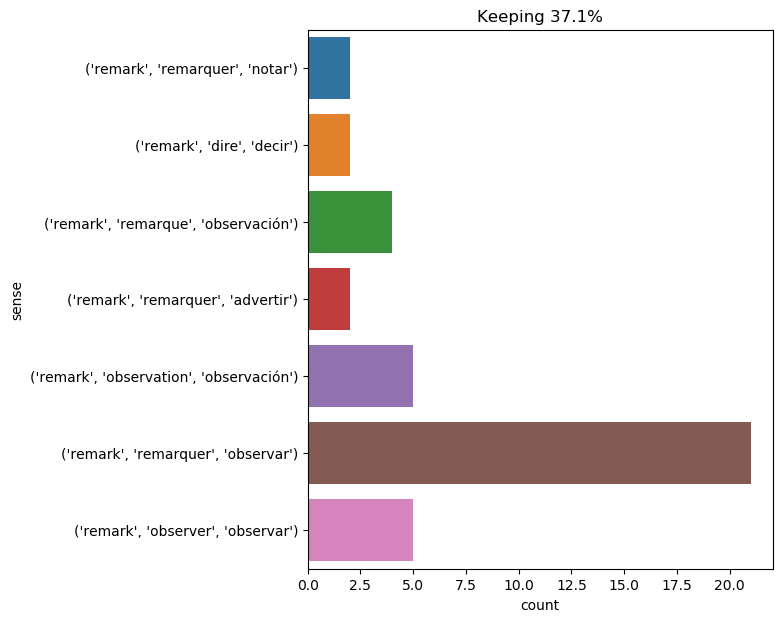 Keeping 37.1%
('remark', 'remarquer', 'notar')
('remark', 'dire', 'decir')
('remark', 'remarque', 'observación')
('remark', 'remarquer', 'advertir')
('remark', 'observation', 'observación')
('remark', 'remarquer', 'observar')
('remark', 'observer', 'observar')
sense
0.0 2.5 5.0 7.5 10.0 12.5 15.0 17.5 20.0
count